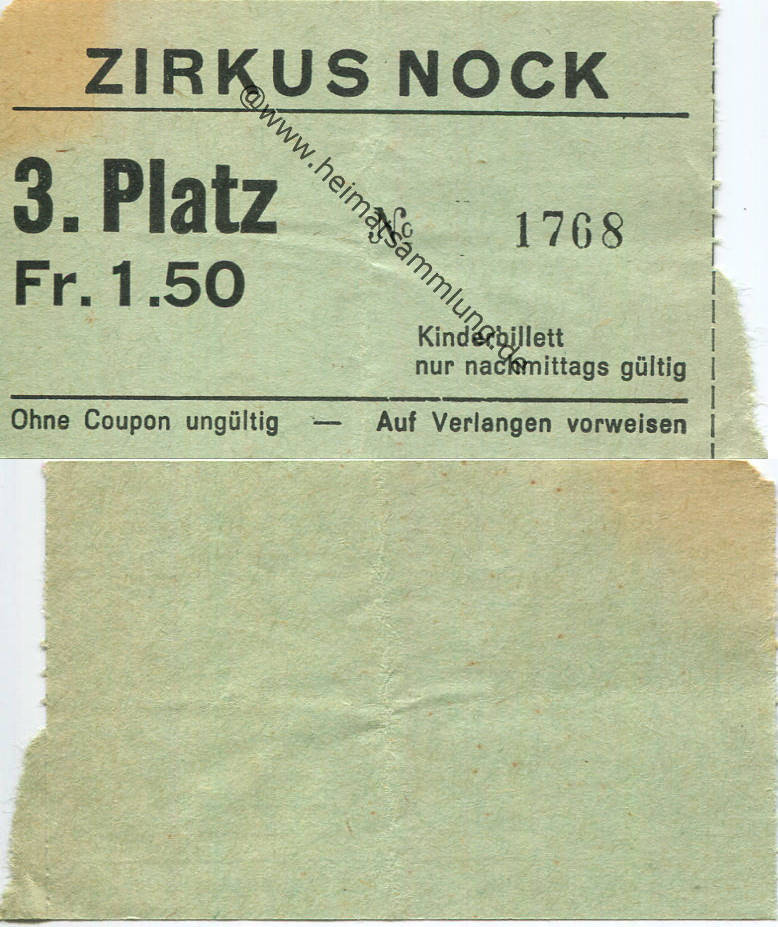 ZIRKUS NOCK
3. Platz
№ 1768
Fr. 1.50
Kinderbillett
nur nachmittags gültig
Ohne Coupon ungültig — Auf Verlangen vorweisen
@www.heimatsammlung.de